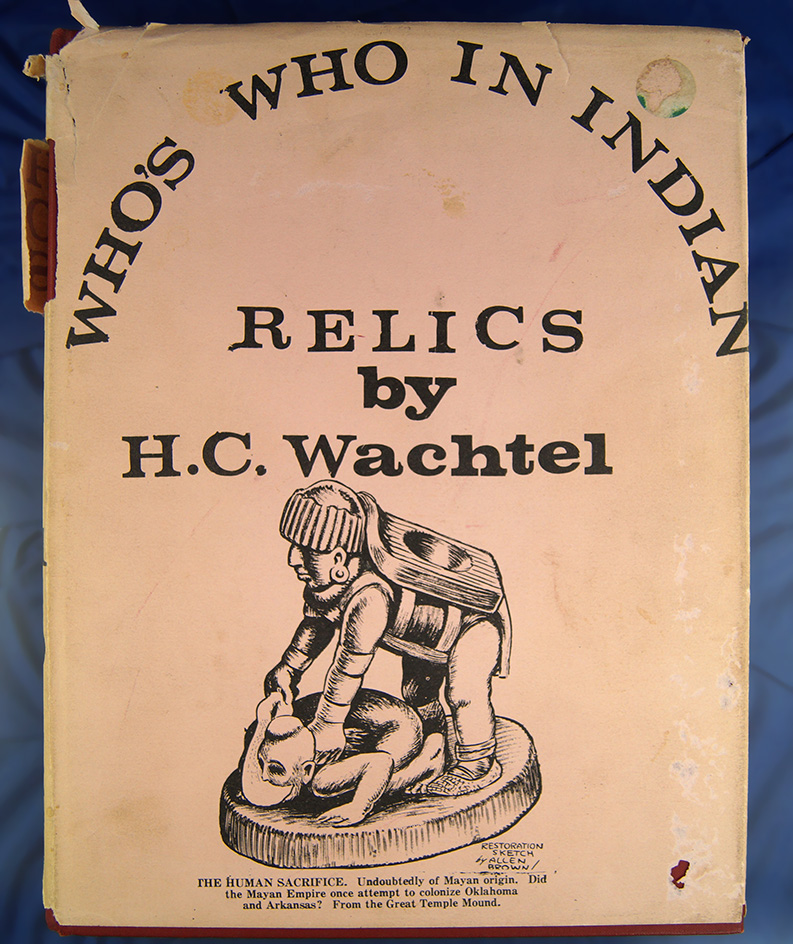 WHO'S WHO IN INDIAN
RELICS
by
H.C. Wachtel
RESTORATION
SKETCH
by ALLEN
BROWN
THE HUMAN SACRIFICE. Undoubtedly of Mayan origin. Did
the Mayan Empire once attempt to colonize Oklahoma
and Arkansas? From the Great Temple Mound.